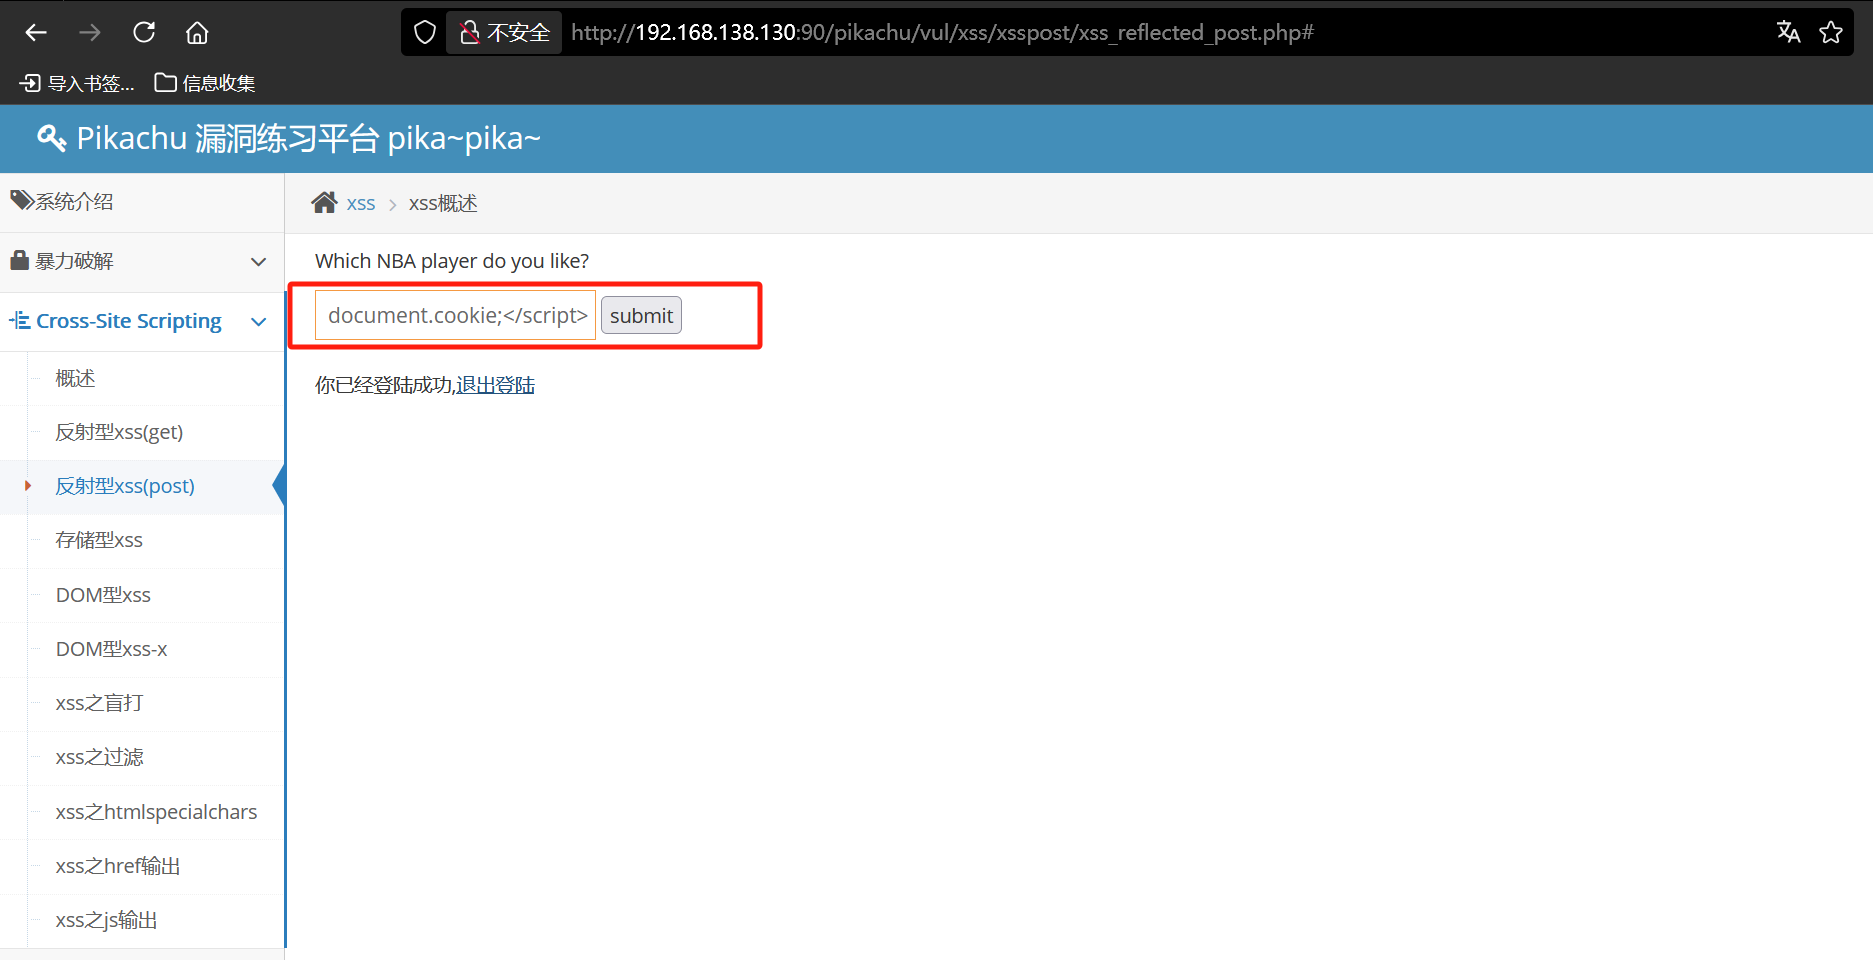 不安全 http://192.168.138.130:90/pikachu/vul/xss/xsspost/xss_reflected_post.php#
导入书签... 信息收集
Pikachu 漏洞练习平台 pika~pika~
系统介绍
暴力破解
Cross-Site Scripting
概述
反射型xss(get)
反射型xss(post)
存储型xss
DOM型xss
DOM型xss-x
xss之盲打
xss之过滤
xss之htmlspecialchars
xss之href输出
xss之js输出
xss xss概述
Which NBA player do you like?
document.cookie;</script> submit
你已经登陆成功,退出登陆